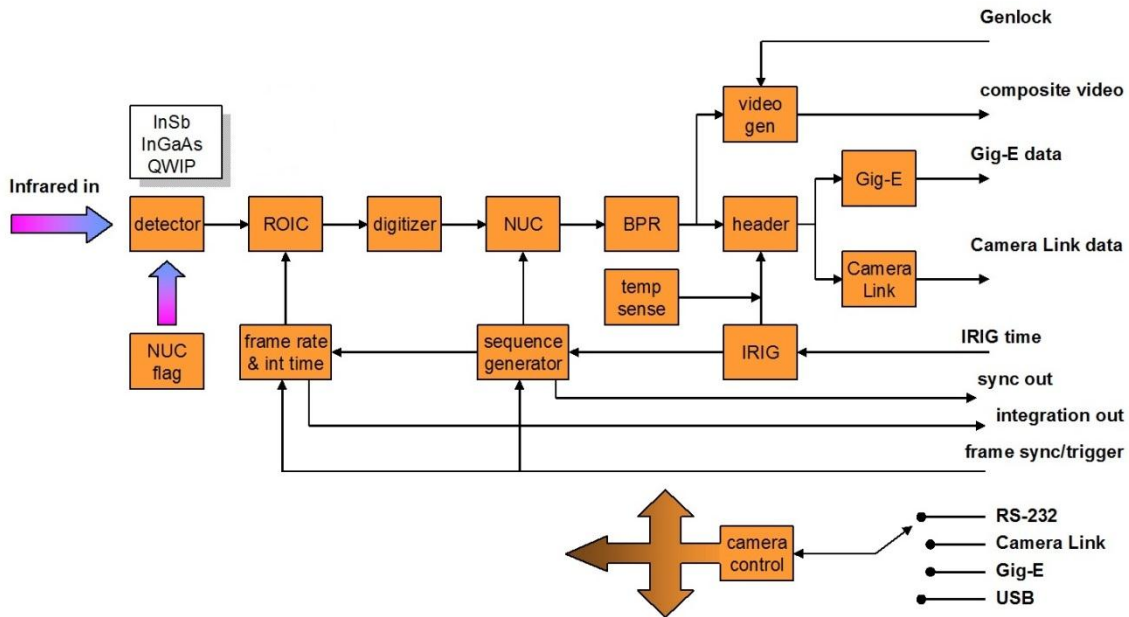 Genlock
composite video
video
gen
InSb
InGaAs
QWIP
Gig-E data
Infrared in
Gig-E
detector
ROIC
digitizer
NUC
BPR
header
Camera Link data
Camera
Link
temp
sense
NUC
flag
frame rate
& int time
sequence
generator
IRIG
IRIG time
sync out
integration out
frame sync/trigger
camera
control
RS-232
Camera Link
Gig-E
USB